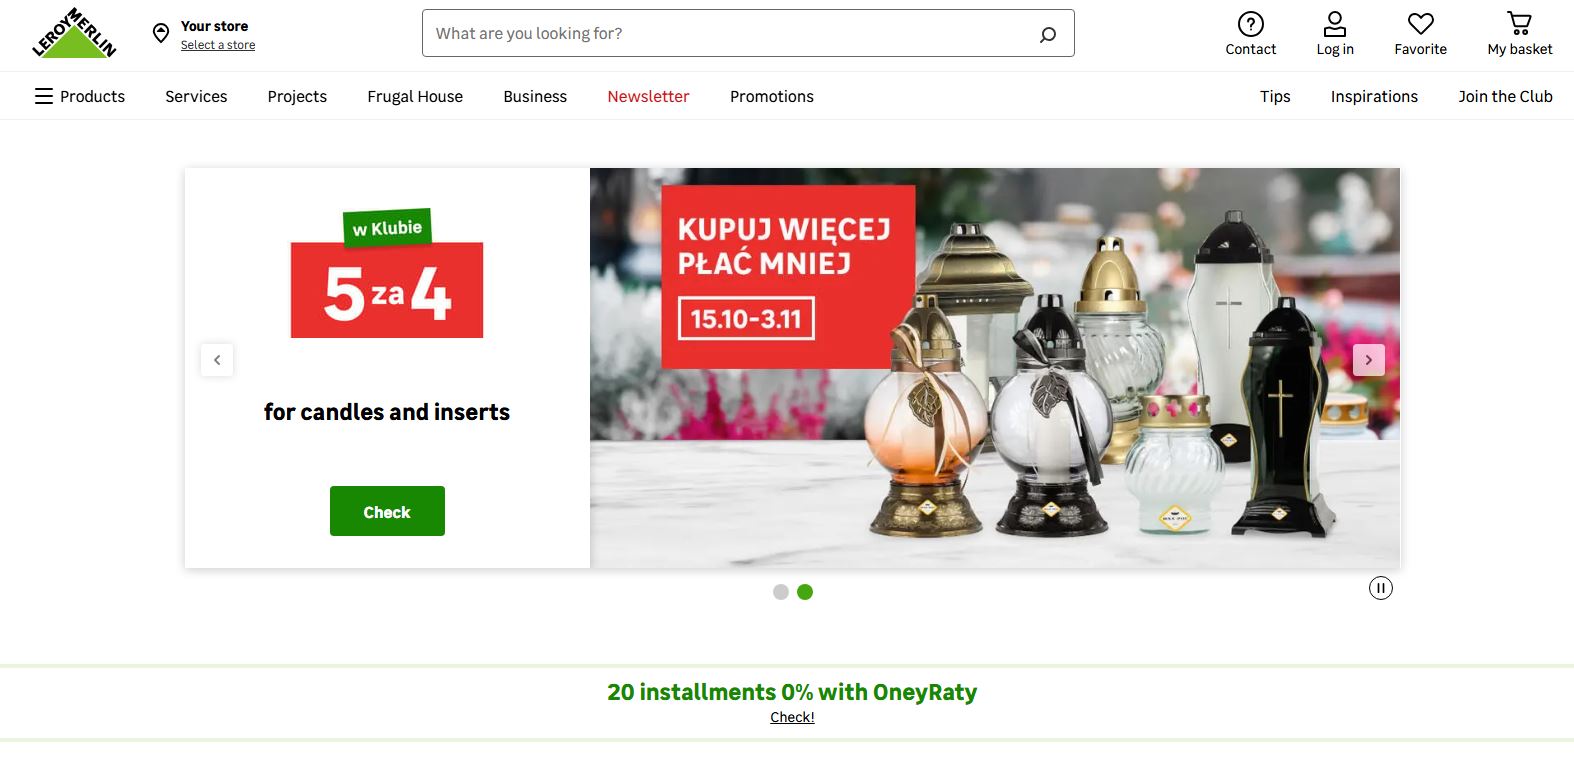 LEROY MERLIN
Your store
Select a store
What are you looking for?
Contact
Log in
Favorite
My basket
Products
Services
Projects
Frugal House
Business
Newsletter
Promotions
Tips
Inspirations
Join the Club
w Klubie
5 za 4
for candles and inserts
Check
KUPUJ WIĘCEJ
PŁAĆ MNIEJ
15.10-3.11
20 installments 0% with OneyRaty
Check!